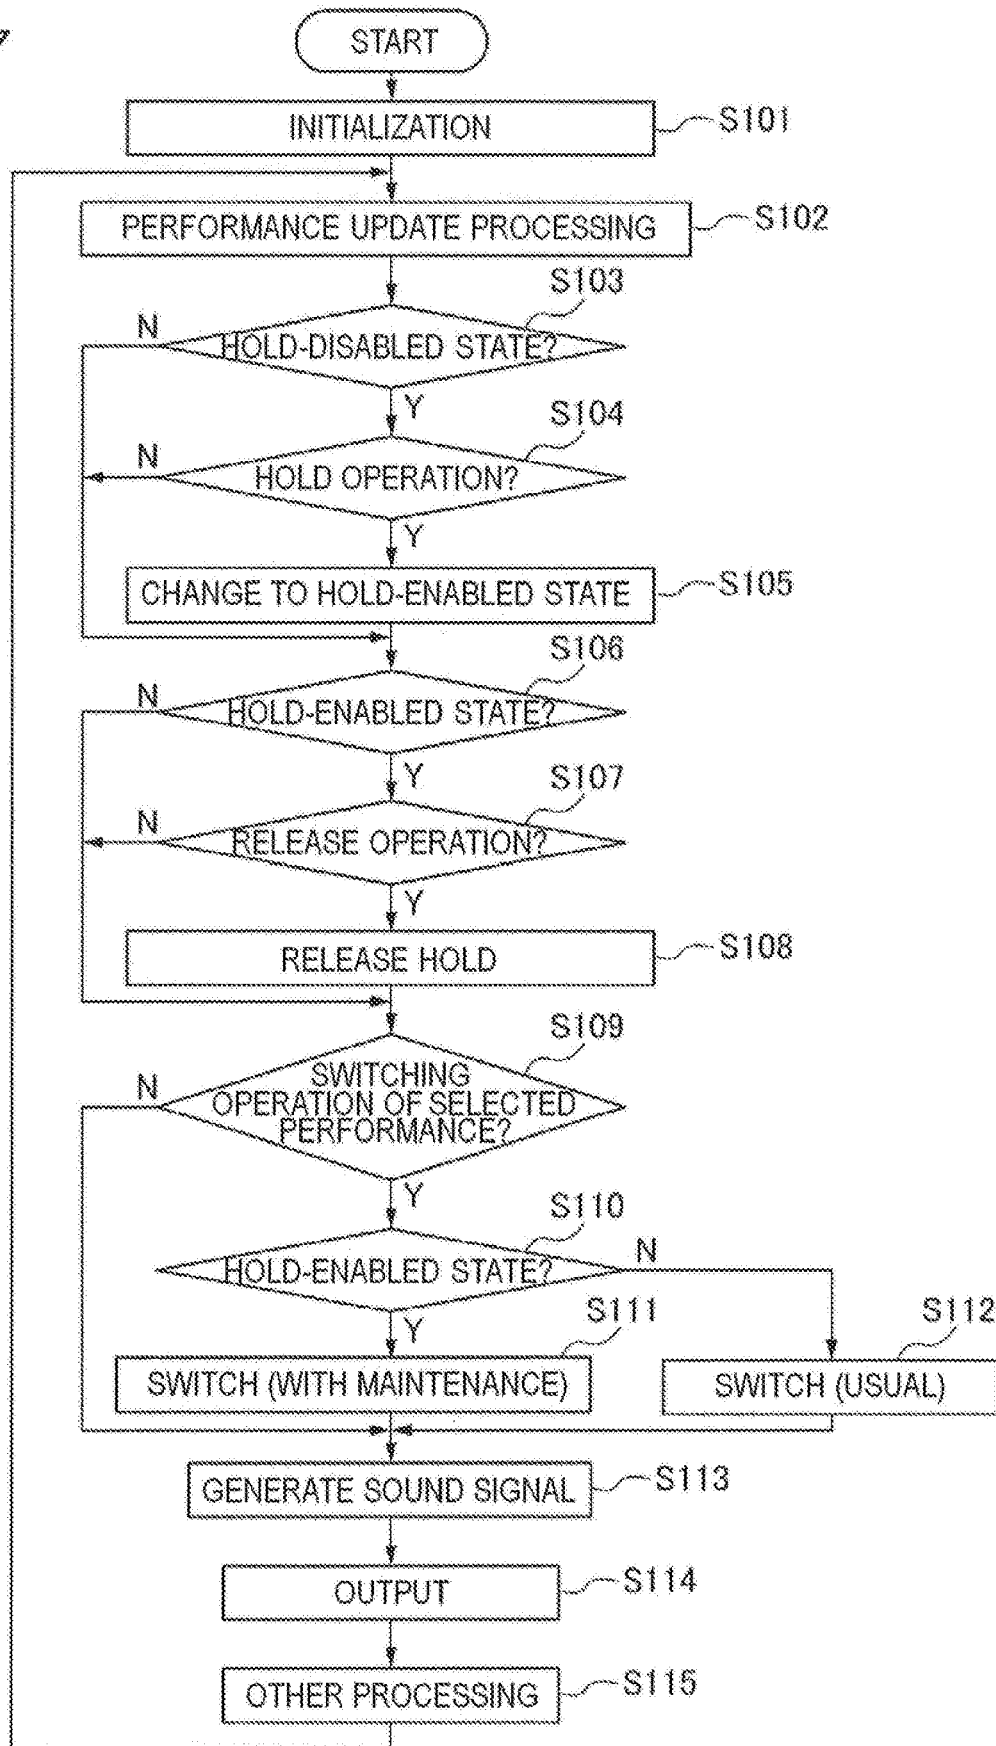 START
INITIALIZATION
S101
PERFORMANCE UPDATE PROCESSING
S102
S103
N
HOLD-DISABLED STATE?
Y
S104
N
HOLD OPERATION?
Y
CHANGE TO HOLD-ENABLED STATE
S105
S106
N
HOLD-ENABLED STATE?
Y
S107
N
RELEASE OPERATION?
Y
RELEASE HOLD
S108
S109
N
SWITCHING
OPERATION OF SELECTED
PERFORMANCE?
Y
S110
HOLD-ENABLED STATE?
N
Y
S111
S112
SWITCH (WITH MAINTENANCE)
SWITCH (USUAL)
GENERATE SOUND SIGNAL
S113
OUTPUT
S114
OTHER PROCESSING
S115